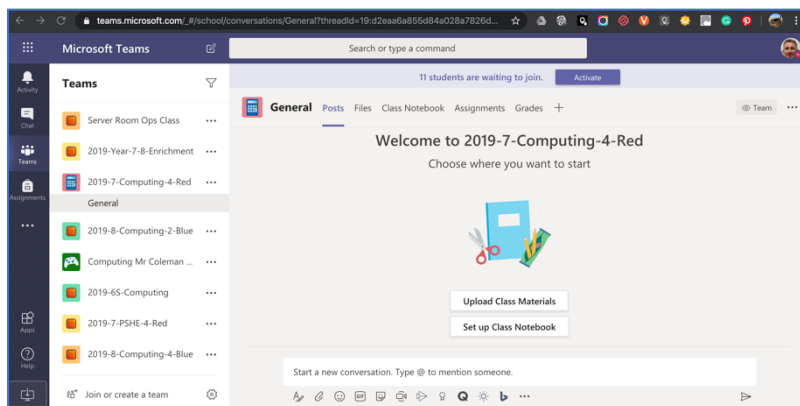 teams.microsoft.com/_#/school/conversations/General?threadId=19:d2eaa6a855d84a028a7826d...
Microsoft Teams
Search or type a command
Activity
Chat
Teams
Assignments
Apps
Help
Teams
Server Room Ops Class
2019-Year-7-8-Enrichment
2019-7-Computing-4-Red
General
2019-8-Computing-2-Blue
Computing Mr Coleman ...
2019-6S-Computing
2019-7-PSHE-4-Red
2019-8-Computing-4-Blue
Join or create a team
11 students are waiting to join. Activate
General Posts Files Class Notebook Assignments Grades
Team
Welcome to 2019-7-Computing-4-Red
Choose where you want to start
Upload Class Materials
Set up Class Notebook
Start a new conversation. Type @ to mention someone.
GIF